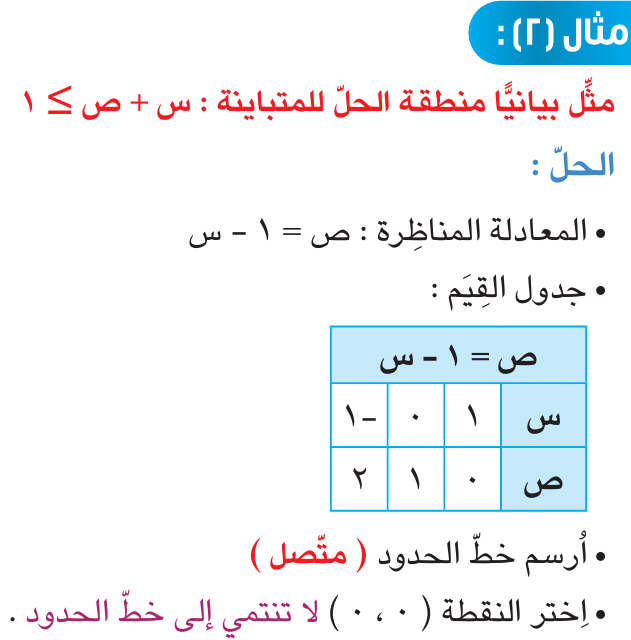 مثال (٢):
مثِّل بيانيًّا منطقة الحلّ للمتباينة : س + ص ≤ ١
الحلّ :
• المعادلة المناظِرة : ص = ١ – س
• جدول القِيَم :
ص = ١ – س
س ١ ٠ –١
ص ٠ ١ ٢
• اُرسم خطّ الحدود ( متّصل )
• اِختر النقطة ( ٠ ، ٠ ) لا تنتمي إلى خطّ الحدود .